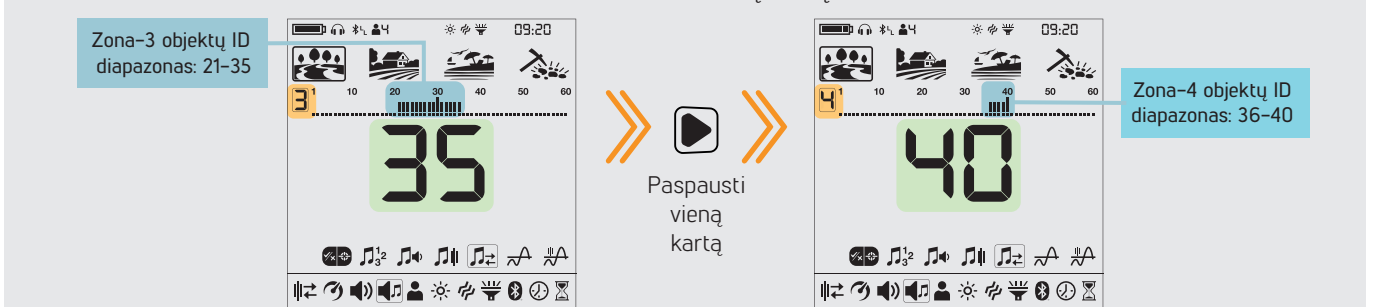 4 09:20
4 09:20
Zona-3 objektų ID
diapazonas: 21-35
3 1 10 20 30 40 50 60
35
Paspausti
vieną
kartą
4 1 10 20 30 40 50 60
40
Zona-4 objektų ID
diapazonas: 36-40